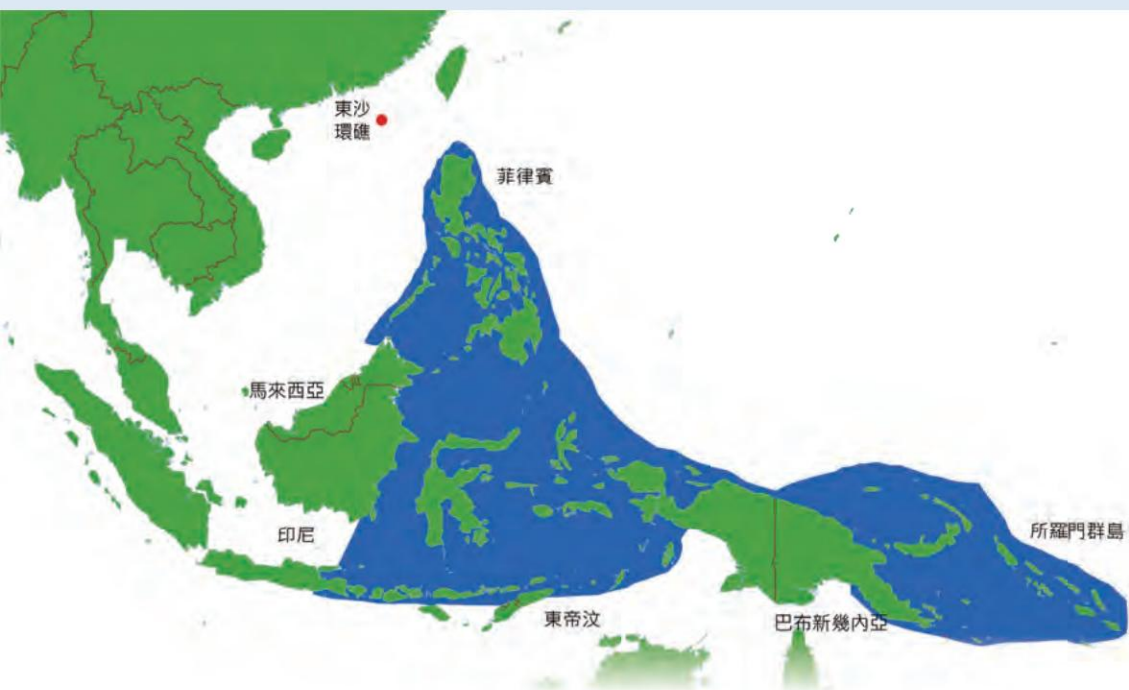 東沙
環礁
菲律賓
馬來西亞
印尼
所羅門群島
東帝汶
巴布新幾內亞